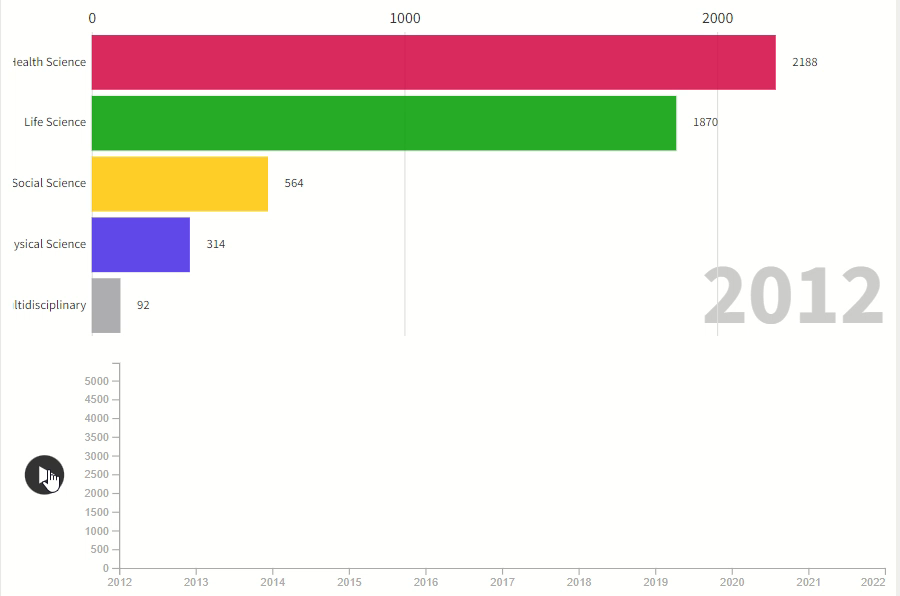 0 1000 2000
Health Science 2188
Life Science 1870
Social Science 564
ysical Science 314
ltidisciplinary 92
2012
5000
4500
4000
3500
3000
2500
2000
1500
1000
500
0
2012 2013 2014 2015 2016 2017 2018 2019 2020 2021 2022